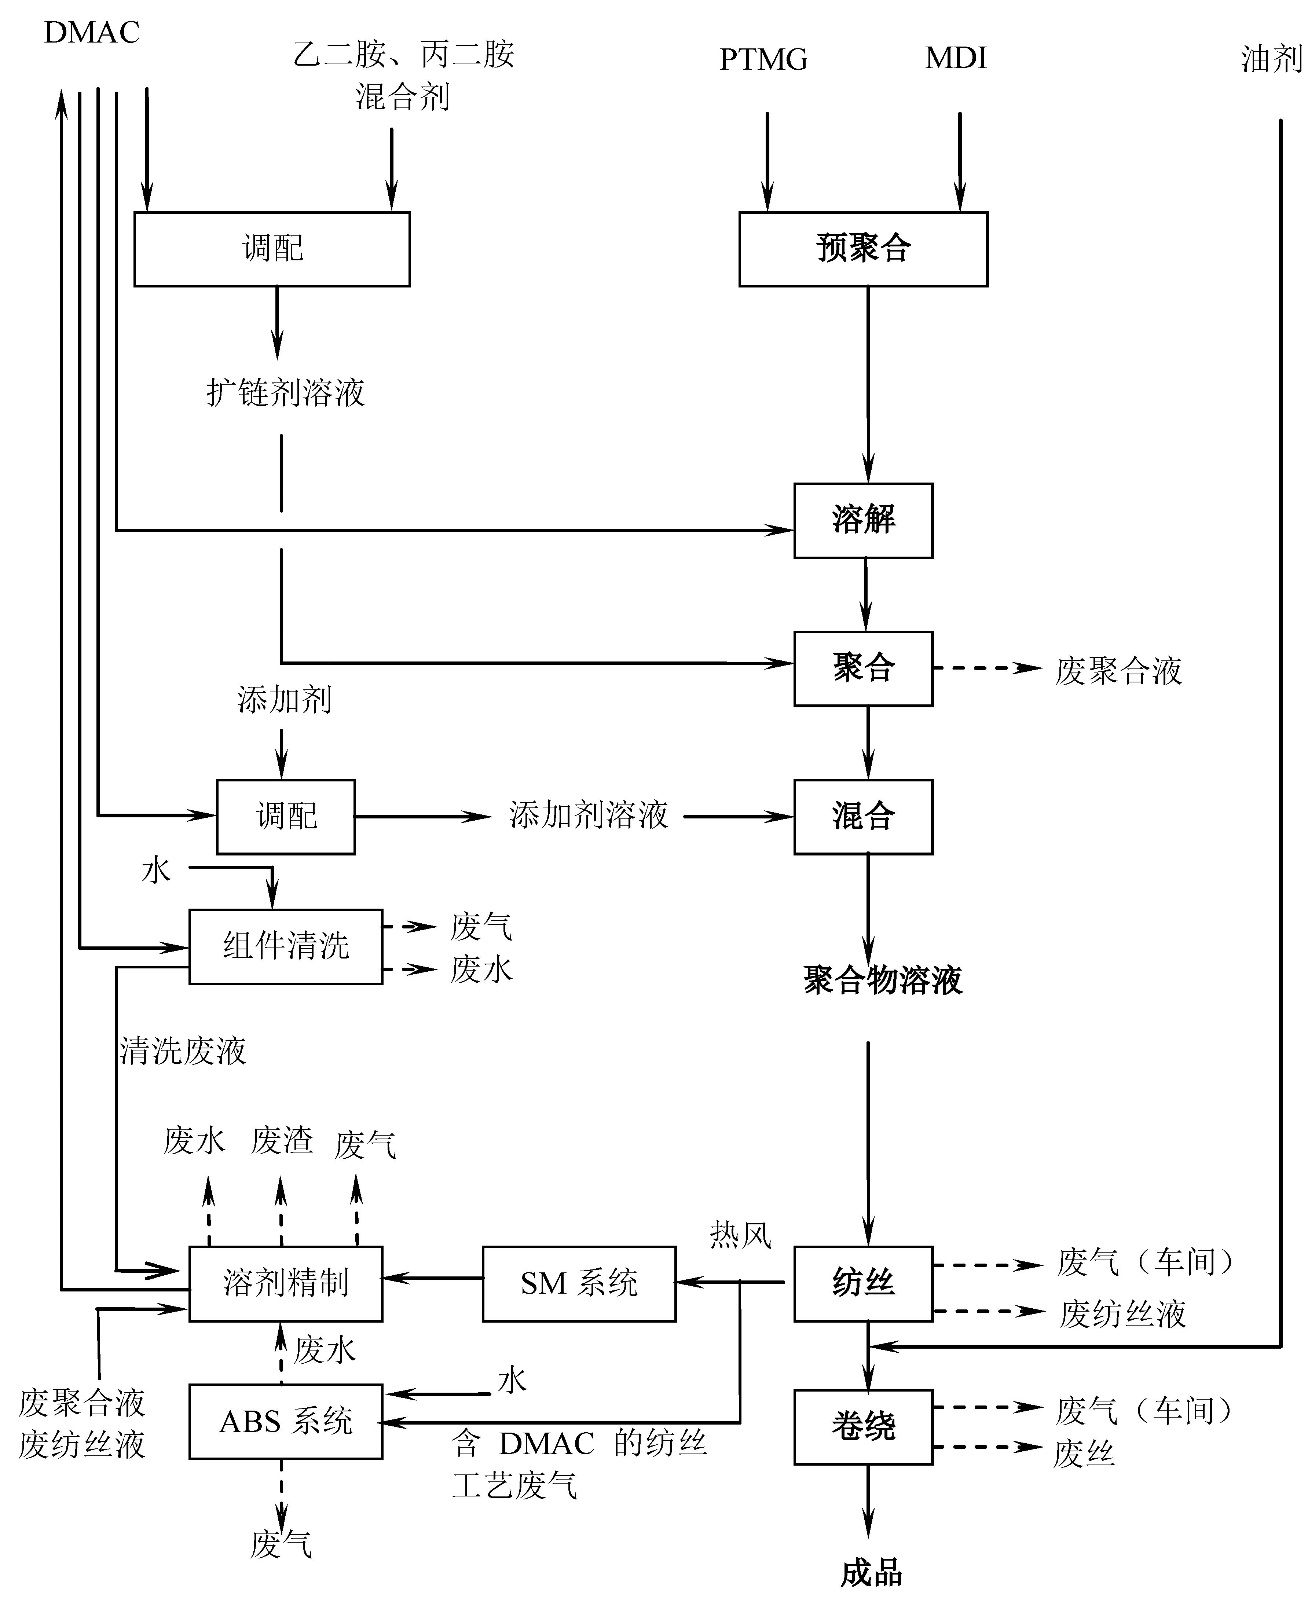 DMAC
乙二胺、丙二胺
混合剂
PTMG
MDI
油剂
调配
预聚合
扩链剂溶液
溶解
聚合
废聚合液
添加剂
调配
添加剂溶液
混合
水
组件清洗
废气
废水
聚合物溶液
清洗废液
废水
废渣
废气
热风
溶剂精制
SM 系统
纺丝
废气（车间）
废纺丝液
废水
水
废聚合液
废纺丝液
ABS 系统
含 DMAC 的纺丝
工艺废气
卷绕
废气（车间）
废丝
废气
成品